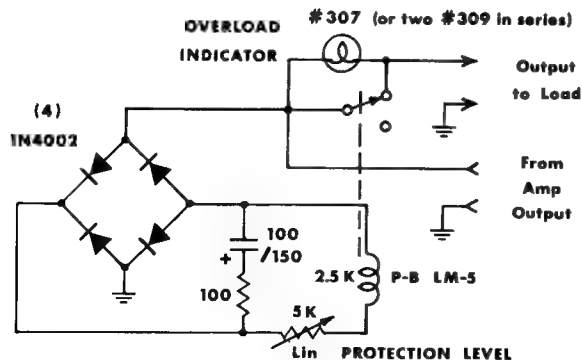 #307 (or two #309 in series)
OVERLOAD
INDICATOR
Output
to Load
(4)
1N4002
From
Amp
Output
100
/150
+
2.5 K
P-B LM-5
100
5 K
Lin PROTECTION LEVEL